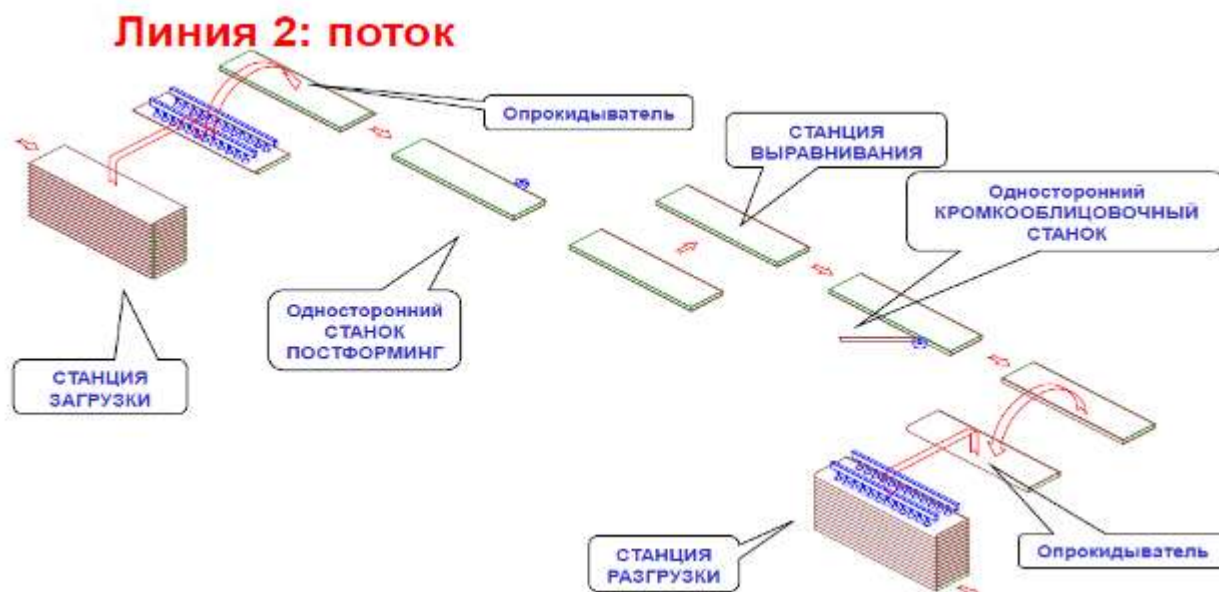 Линия 2: поток
Опрокидыватель
СТАНЦИЯ
ВЫРАВНИВАНИЯ
Односторонний
КРОМКООБЛИЦОВОЧНЫЙ
СТАНОК
Односторонний
СТАНОК
ПОСТФОРМИНГ
СТАНЦИЯ
ЗАГРУЗКИ
СТАНЦИЯ
РАЗГРУЗКИ
Опрокидыватель